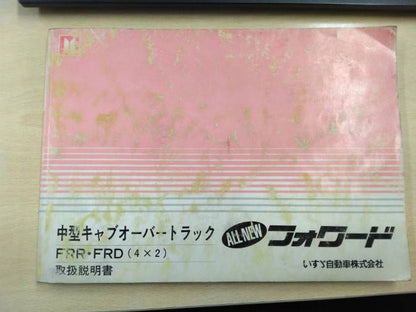 中型キャブオーバートラック
FRR・FRD（4×2）
取扱説明書
ALL-NEW フォワード
いすゞ自動車株式会社